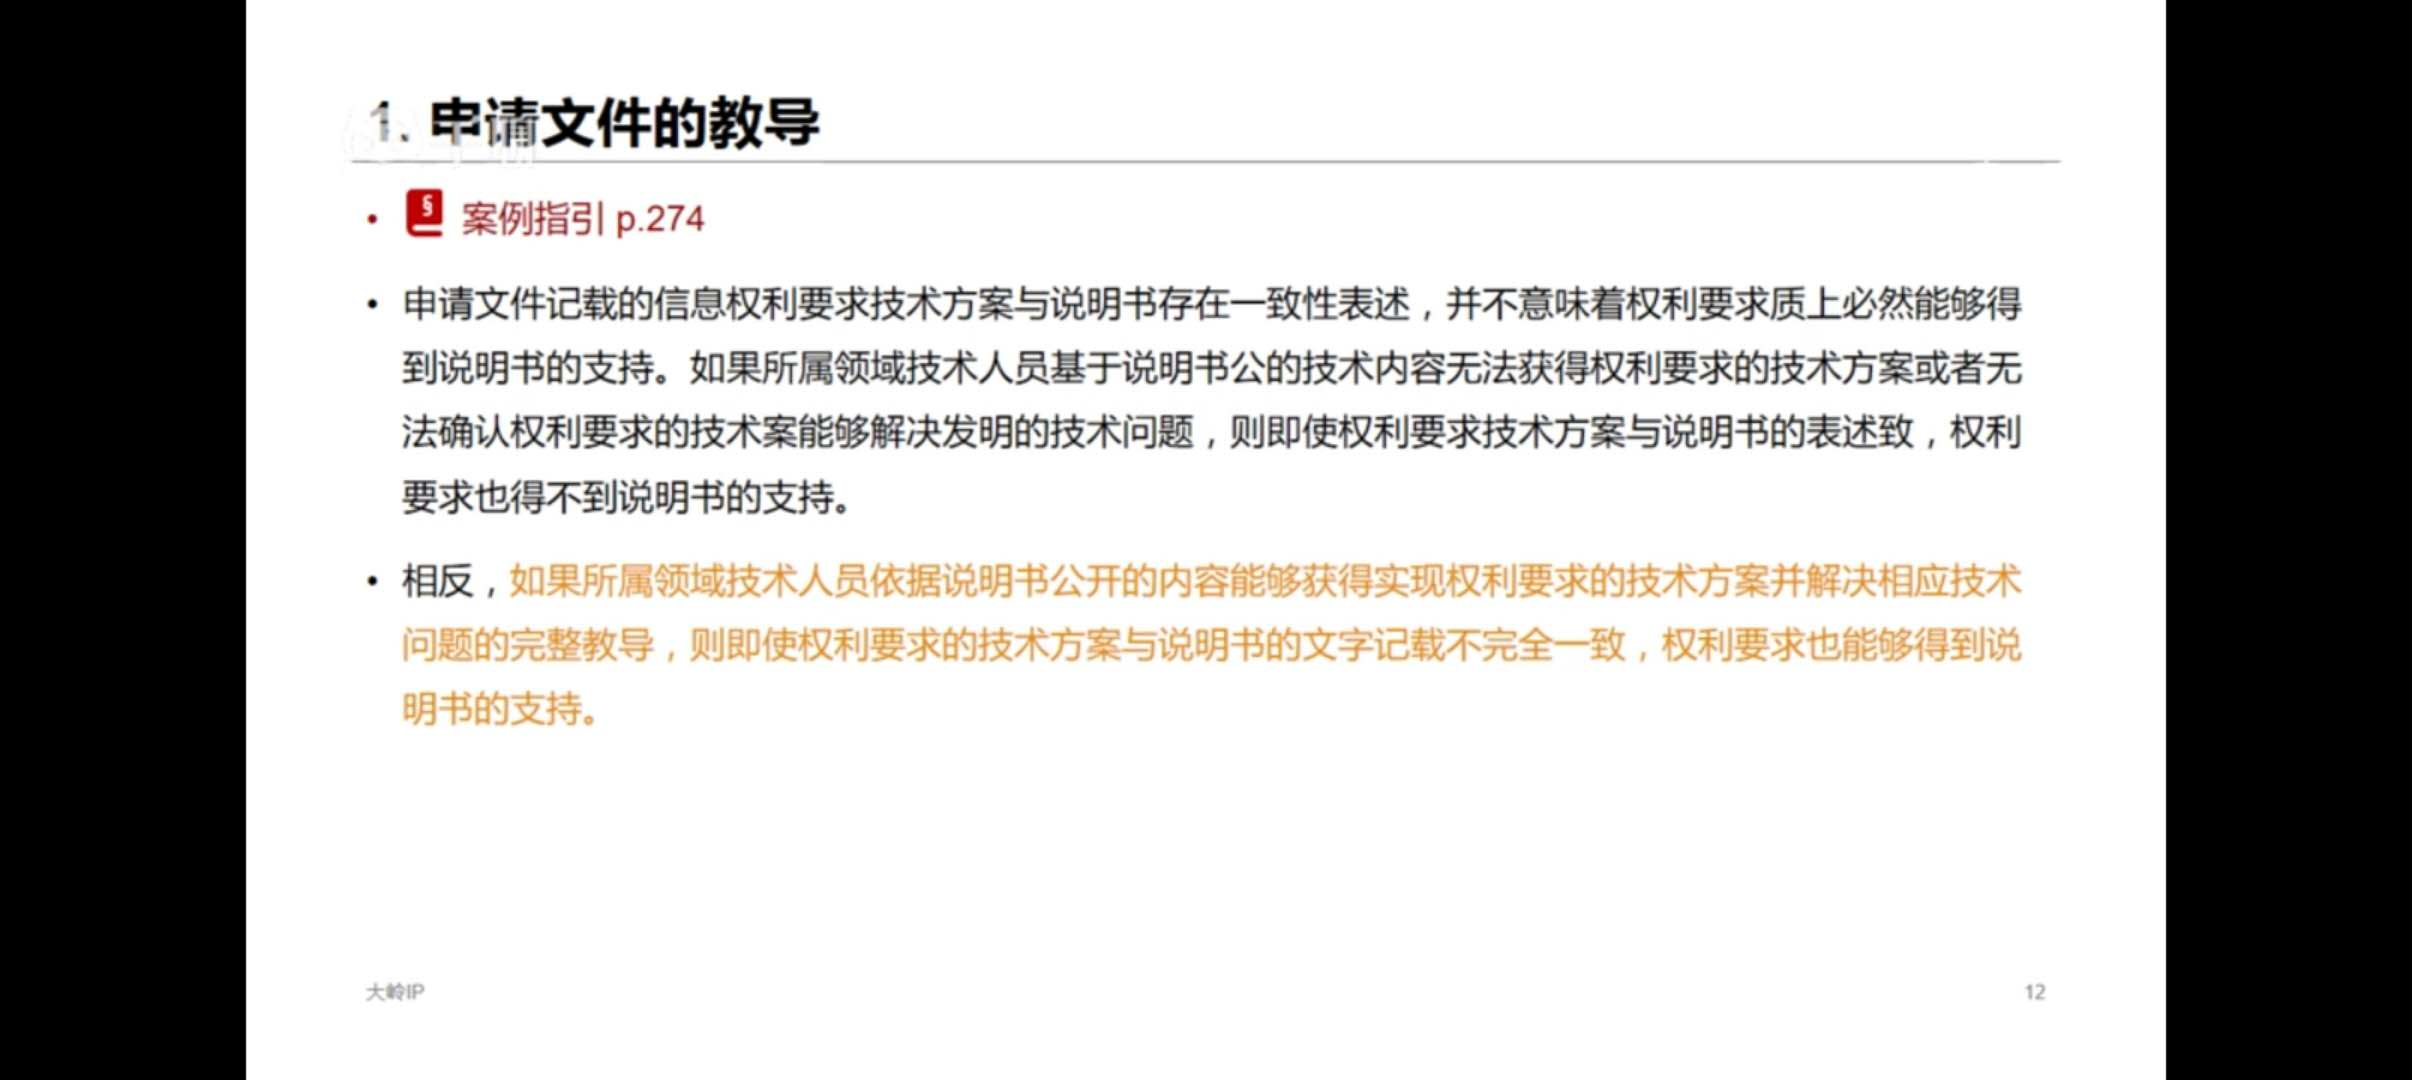 1. 申请文件的教导
• § 案例指引 p.274
• 申请文件记载的信息权利要求技术方案与说明书存在一致性表述，并不意味着权利要求质上必然能够得
到说明书的支持。如果所属领域技术人员基于说明书公的技术内容无法获得权利要求的技术方案或者无
法确认权利要求的技术案能够解决发明的技术问题，则即使权利要求技术方案与说明书的表述致，权利
要求也得不到说明书的支持。
• 相反，如果所属领域技术人员依据说明书公开的内容能够获得实现权利要求的技术方案并解决相应技术
问题的完整教导，则即使权利要求的技术方案与说明书的文字记载不完全一致，权利要求也能够得到说
明书的支持。
大岭IP
12